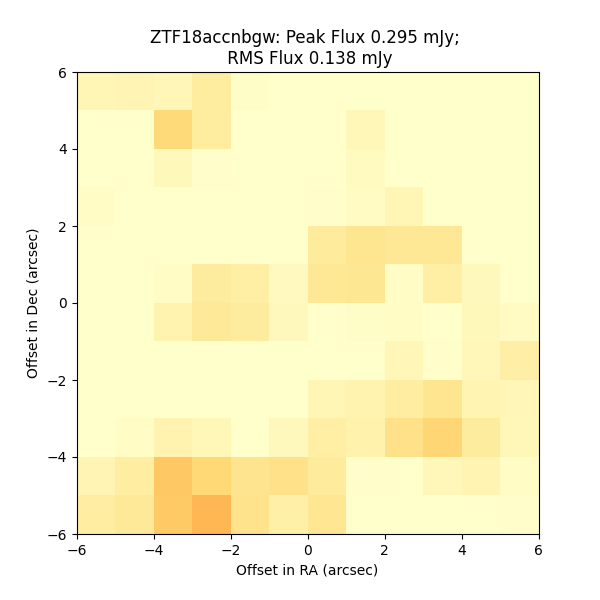 ZTF18accnbgw: Peak Flux 0.295 mJy;
RMS Flux 0.138 mJy
6
4
2
0
−2
−4
−6
Offset in Dec (arcsec)
−6 −4 −2 0 2 4 6
Offset in RA (arcsec)